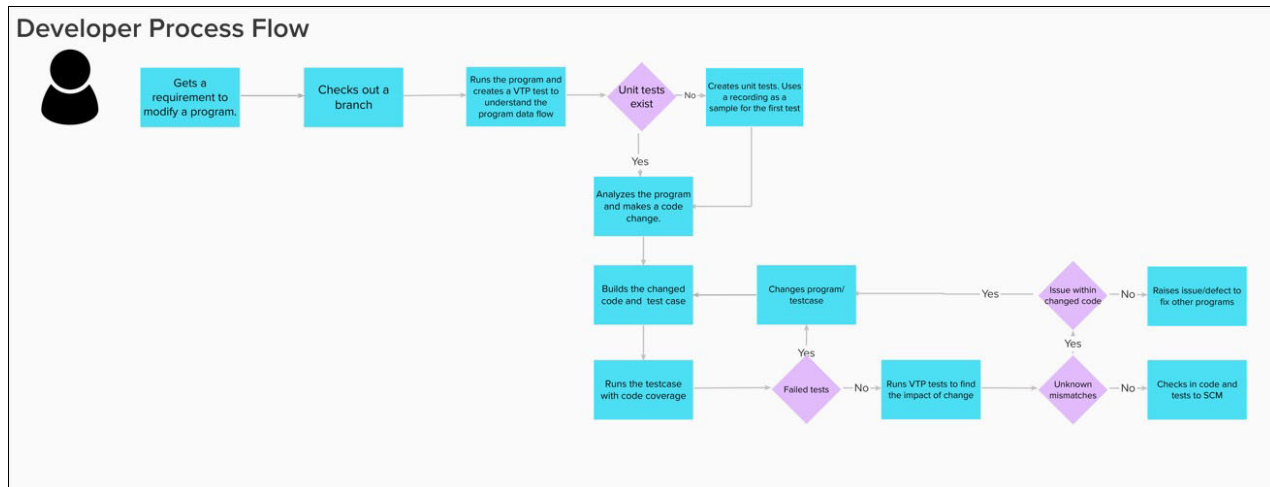 Developer Process Flow
Gets a
requirement to
modify a program.
Checks out a
branch
Runs the program and
creates a VTP test to
understand the
program data flow
Unit tests
exist
No
Creates unit tests. Uses
a recording as a
sample for the first test
Yes
Analyzes the program
and makes a code
change.
Builds the changed
code and test case
Changes program/
testcase
Yes
Issue within
changed code
No
Raises issue/defect to
fix other programs
Yes
Yes
Runs the testcase
with code coverage
Failed tests
No
Runs VTP tests to find
the impact of change
Unknown
mismatches
No
Checks in code and
tests to SCM